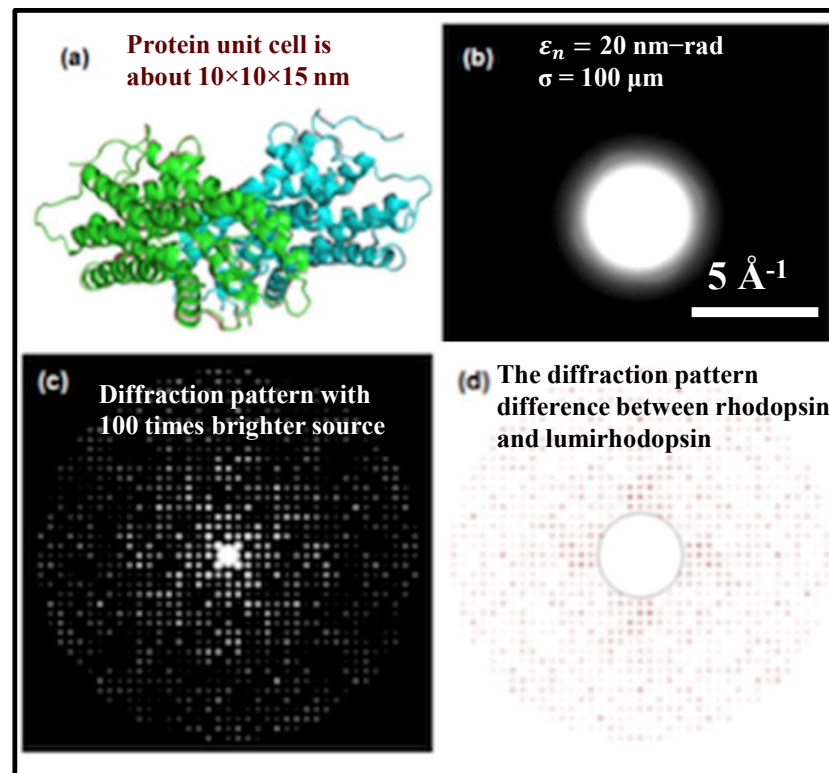 (a)
Protein unit cell is
about 10×10×15 nm
(b)
𝜀ₙ = 20 nm−rad
σ = 100 μm
5 Å⁻¹
(c)
Diffraction pattern with
100 times brighter source
(d)
The diffraction pattern
difference between rhodopsin
and lumirhodopsin